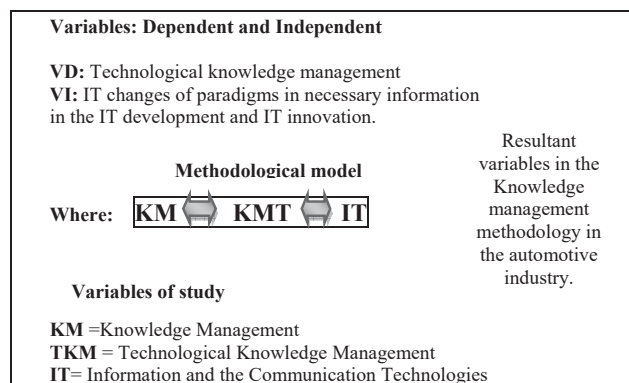 Variables: Dependent and Independent
VD: Technological knowledge management
VI: IT changes of paradigms in necessary information
in the IT development and IT innovation.
Methodological model
Where: KM KMT IT
Resultant
variables in the
Knowledge
management
methodology in
the automotive
industry.
Variables of study
KM =Knowledge Management
TKM = Technological Knowledge Management
IT= Information and the Communication Technologies